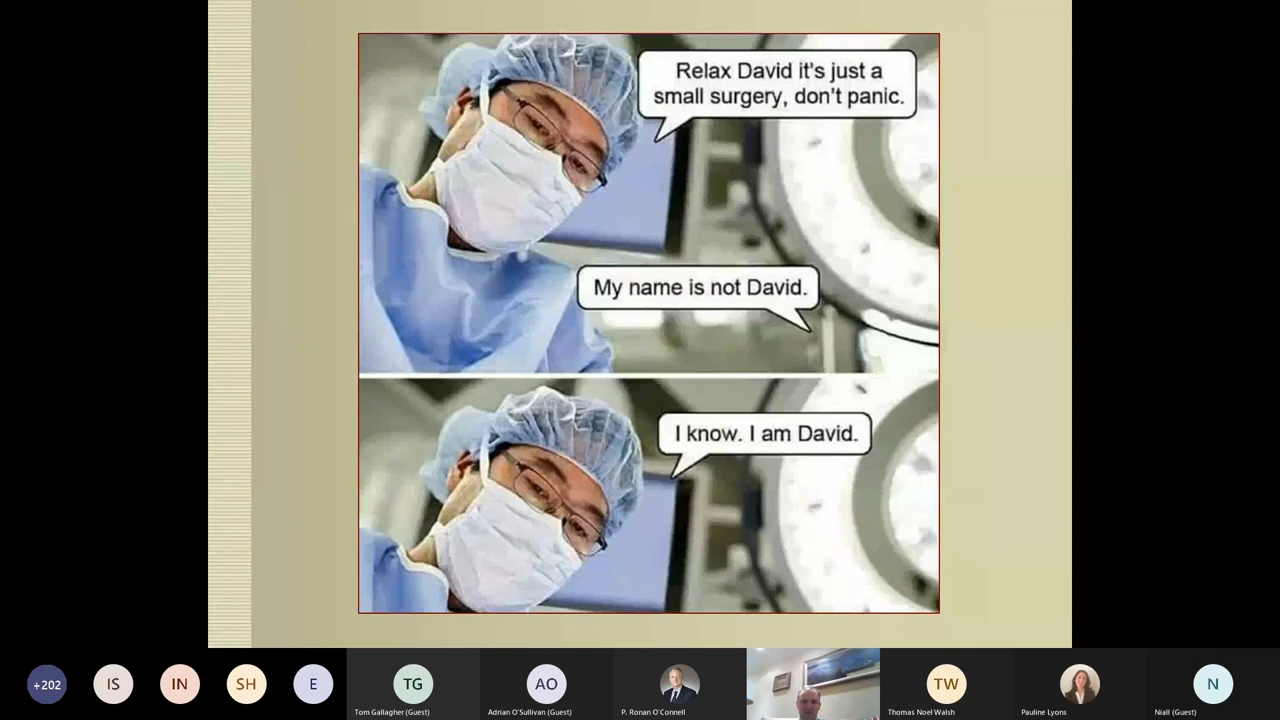 Relax David it's just a
small surgery, don't panic.
My name is not David.
I know. I am David.
+202
IS
IN
SH
E
TG
AO
TW
N
Tom Gallagher (Guest)
Adrian O'Sullivan (Guest)
P. Ronan O'Connell
Thomas Noel Walsh
Pauline Lyons
Niall (Guest)